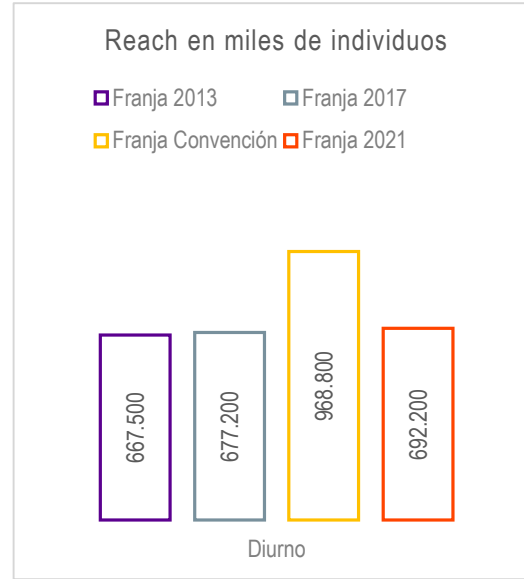 Reach en miles de individuos
Franja 2013 Franja 2017
Franja Convención Franja 2021
667.500
677.200
968.800
692.200
Diurno